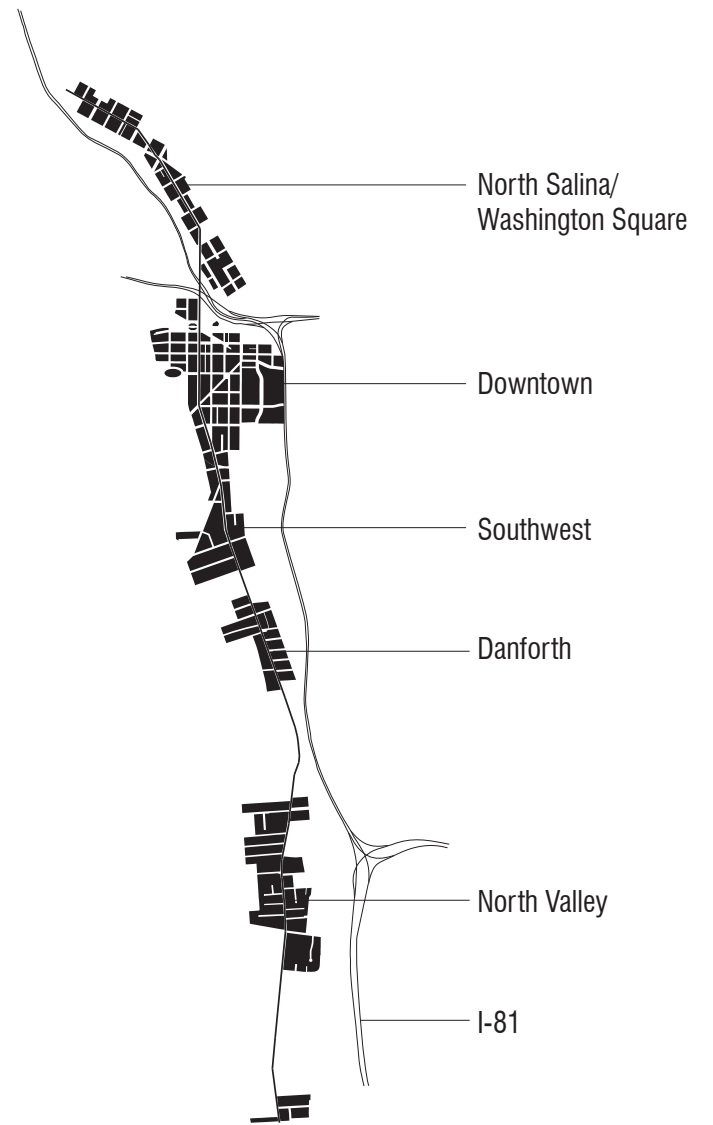 North Salina/
Washington Square
Downtown
Southwest
Danforth
North Valley
I-81